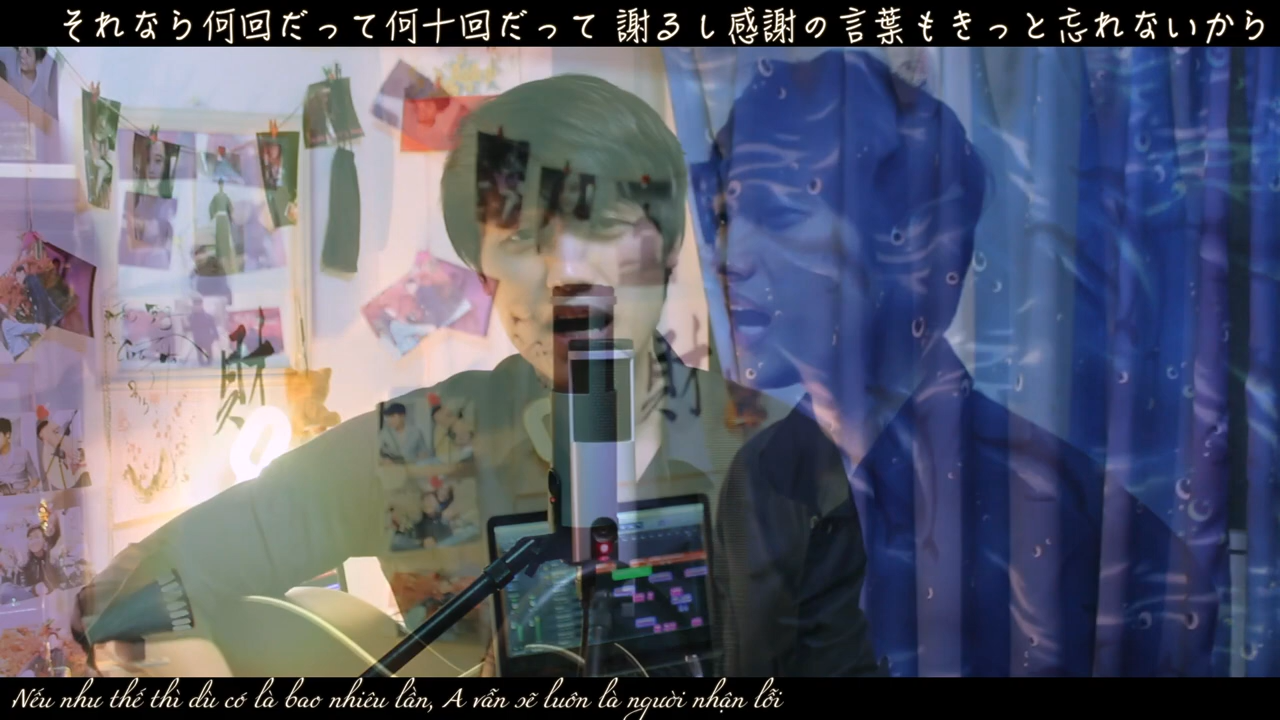 それなら何回だって何十回だって 謝るし感謝の言葉もきっと忘れないから
財
Nếu như thế thì dù có là bao nhiêu lần, A vẫn sẽ luôn là người nhận lỗi